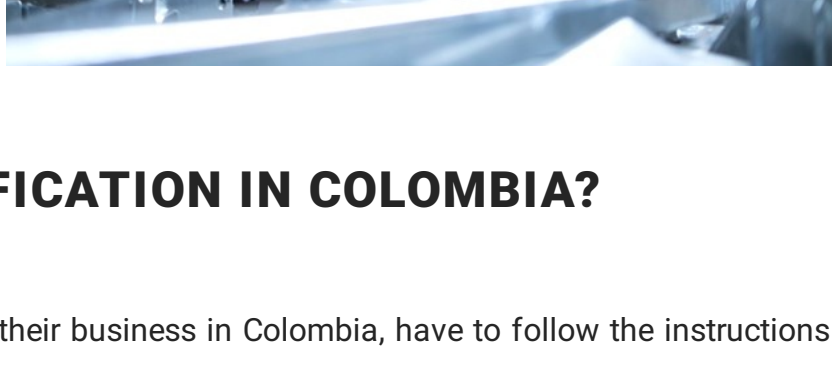 FICATION IN COLOMBIA?
their business in Colombia, have to follow the instructions